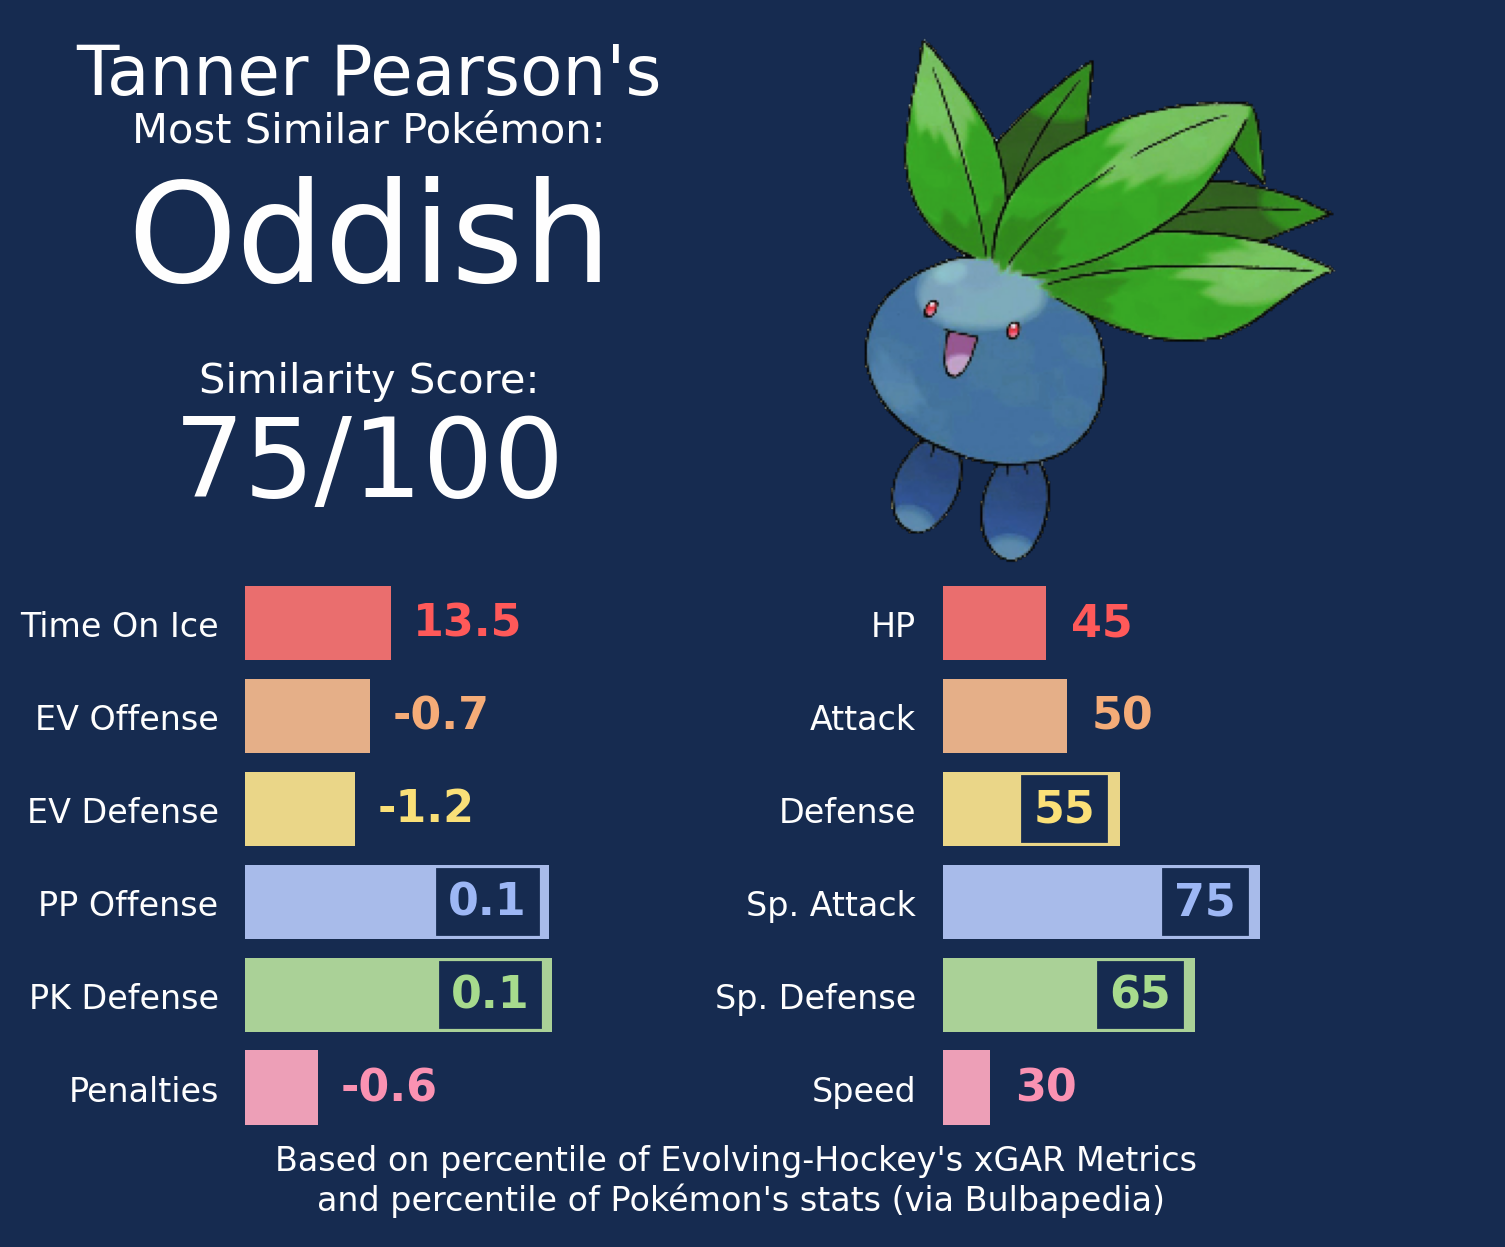 Tanner Pearson's
Most Similar Pokémon:
Oddish
Similarity Score:
75/100
Time On Ice 13.5
EV Offense -0.7
EV Defense -1.2
PP Offense 0.1
PK Defense 0.1
Penalties -0.6
HP 45
Attack 50
Defense 55
Sp. Attack 75
Sp. Defense 65
Speed 30
Based on percentile of Evolving-Hockey's xGAR Metrics
and percentile of Pokémon's stats (via Bulbapedia)